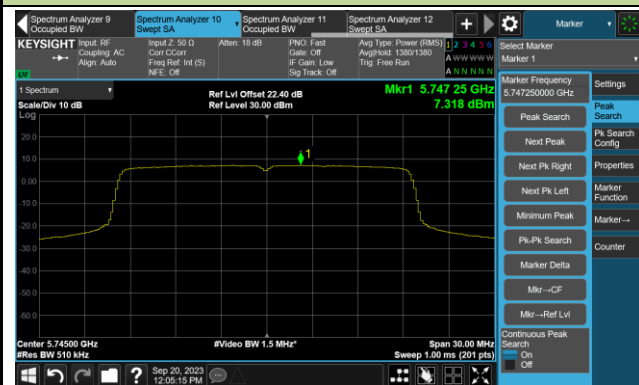 Spectrum Analyzer 9
Occupied BW
Spectrum Analyzer 10
Swept SA
Spectrum Analyzer 11
Occupied BW
Spectrum Analyzer 12
Swept SA
Marker
KEYSIGHT
Input: RF
Coupling: AC
Align: Auto
Input Z: 50 Ω
Corr CCorr
Freq Ref: Int (S)
NFE: Off
Atten: 18 dB
PNO: Fast
Gate: Off
IF Gain: Low
Sig Track: Off
Avg Type: Power (RMS)
Avg|Hold: 1380/1380
Trig: Free Run
1 2 3 4 5 6
A W W W W W
A N N N N N
Select Marker
Marker 1
1 Spectrum
Scale/Div 10 dB
Log
Ref Lvl Offset 22.40 dB
Ref Level 30.00 dBm
Mkr1 5.747 25 GHz
7.318 dBm
1
20.0
10.0
0.00
-10.0
-20.0
-30.0
-40.0
-50.0
-60.0
Center 5.74500 GHz
#Res BW 510 kHz
#Video BW 1.5 MHz*
Span 30.00 MHz
Sweep 1.00 ms (201 pts)
Marker Frequency
5.747250000 GHz
Peak Search
Next Peak
Next Pk Right
Next Pk Left
Minimum Peak
Pk-Pk Search
Marker Delta
Mkr→CF
Mkr→Ref Lvl
Continuous Peak
Search
On
Off
Settings
Peak
Search
Pk Search
Config
Properties
Marker
Function
Marker→
Counter
Sep 20, 2023
12:05:15 PM